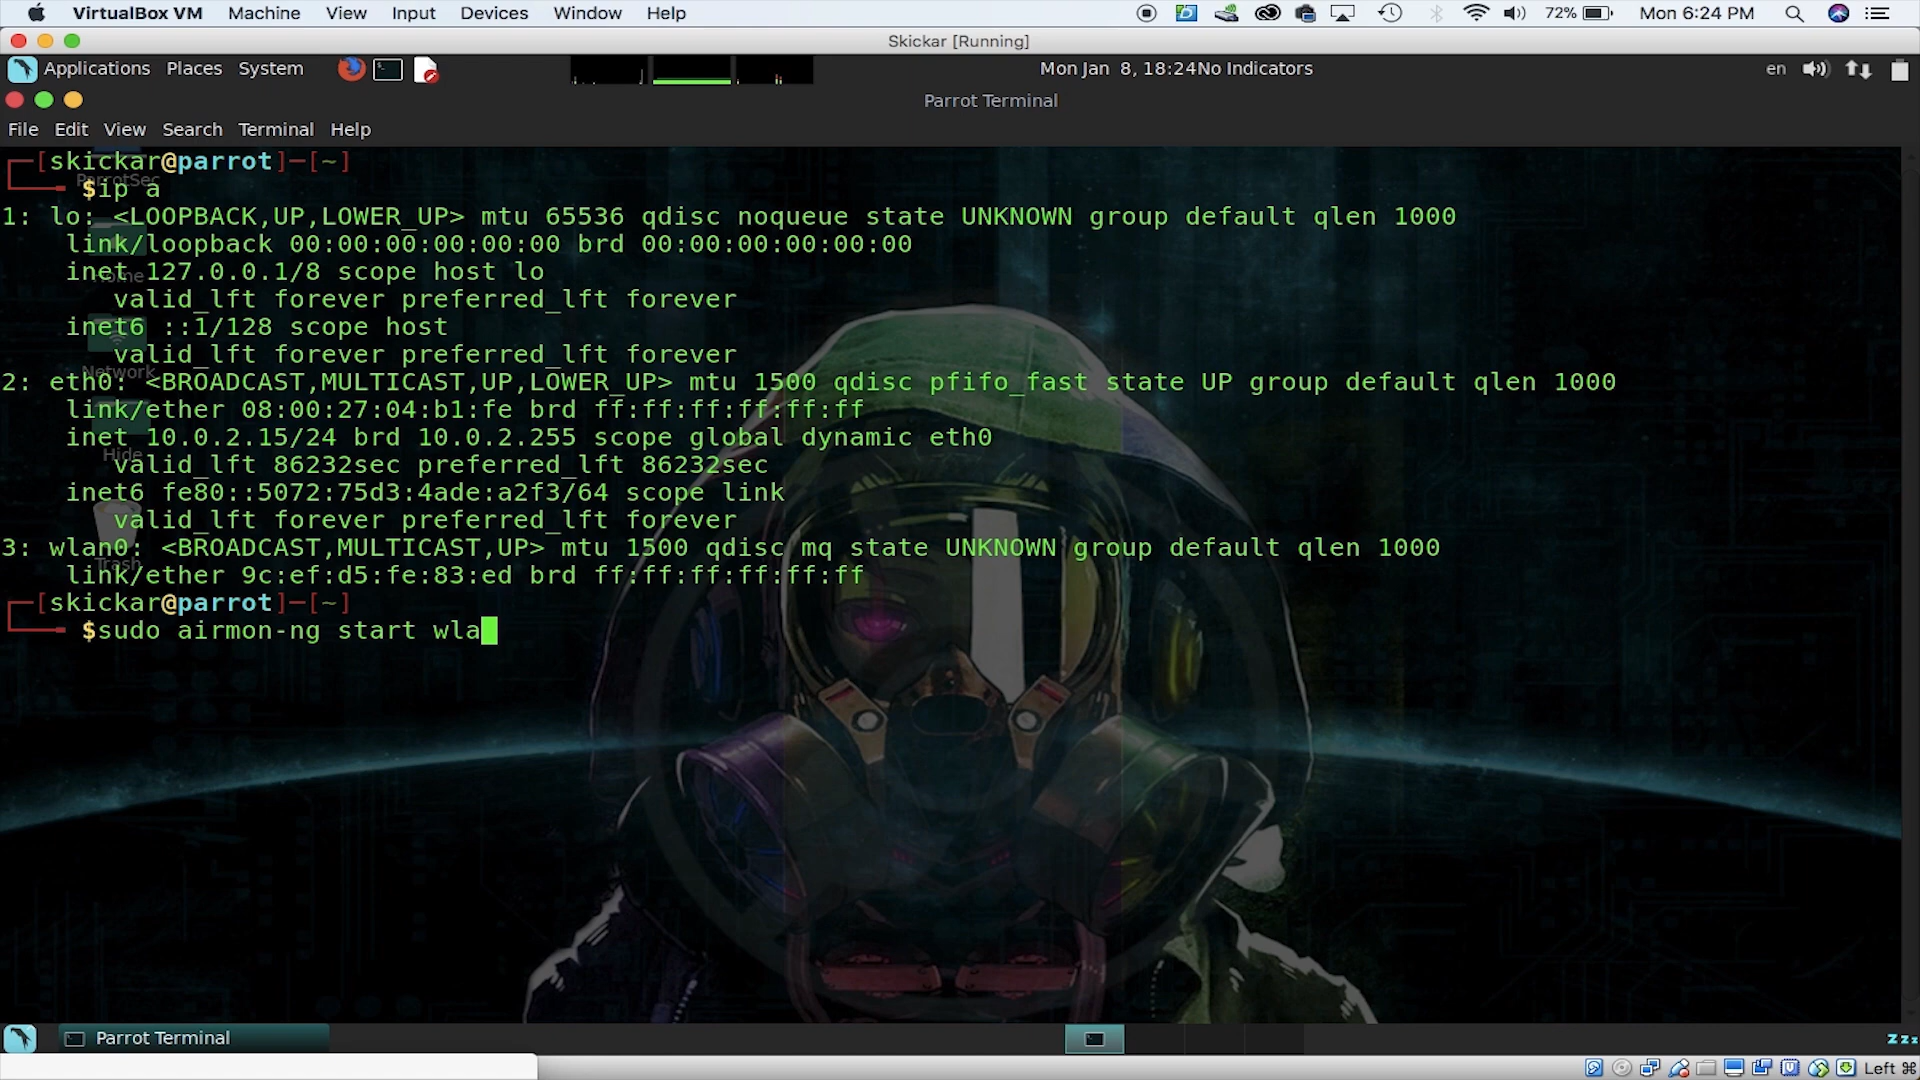 VirtualBox VM Machine View Input Devices Window Help 72% Mon 6:24 PM
Skickar [Running]
Applications Places System Mon Jan 8, 18:24No Indicators en
Parrot Terminal
File Edit View Search Terminal Help
[skickar@parrot]─[~]
ParrotSec
$ip a
1: lo: <LOOPBACK,UP,LOWER_UP> mtu 65536 qdisc noqueue state UNKNOWN group default qlen 1000
link/loopback 00:00:00:00:00:00 brd 00:00:00:00:00:00
inet 127.0.0.1/8 scope host lo
Home
valid_lft forever preferred_lft forever
inet6 ::1/128 scope host
valid_lft forever preferred_lft forever
Network
2: eth0: <BROADCAST,MULTICAST,UP,LOWER_UP> mtu 1500 qdisc pfifo_fast state UP group default qlen 1000
link/ether 08:00:27:04:b1:fe brd ff:ff:ff:ff:ff:ff
inet 10.0.2.15/24 brd 10.0.2.255 scope global dynamic eth0
Hide
valid_lft 86232sec preferred_lft 86232sec
inet6 fe80::5072:75d3:4ade:a2f3/64 scope link
valid_lft forever preferred_lft forever
3: wlan0: <BROADCAST,MULTICAST,UP> mtu 1500 qdisc mq state UNKNOWN group default qlen 1000
Trash
link/ether 9c:ef:d5:fe:83:ed brd ff:ff:ff:ff:ff:ff
[skickar@parrot]─[~]
$sudo airmon-ng start wla
Parrot Terminal zzz
Left ⌘